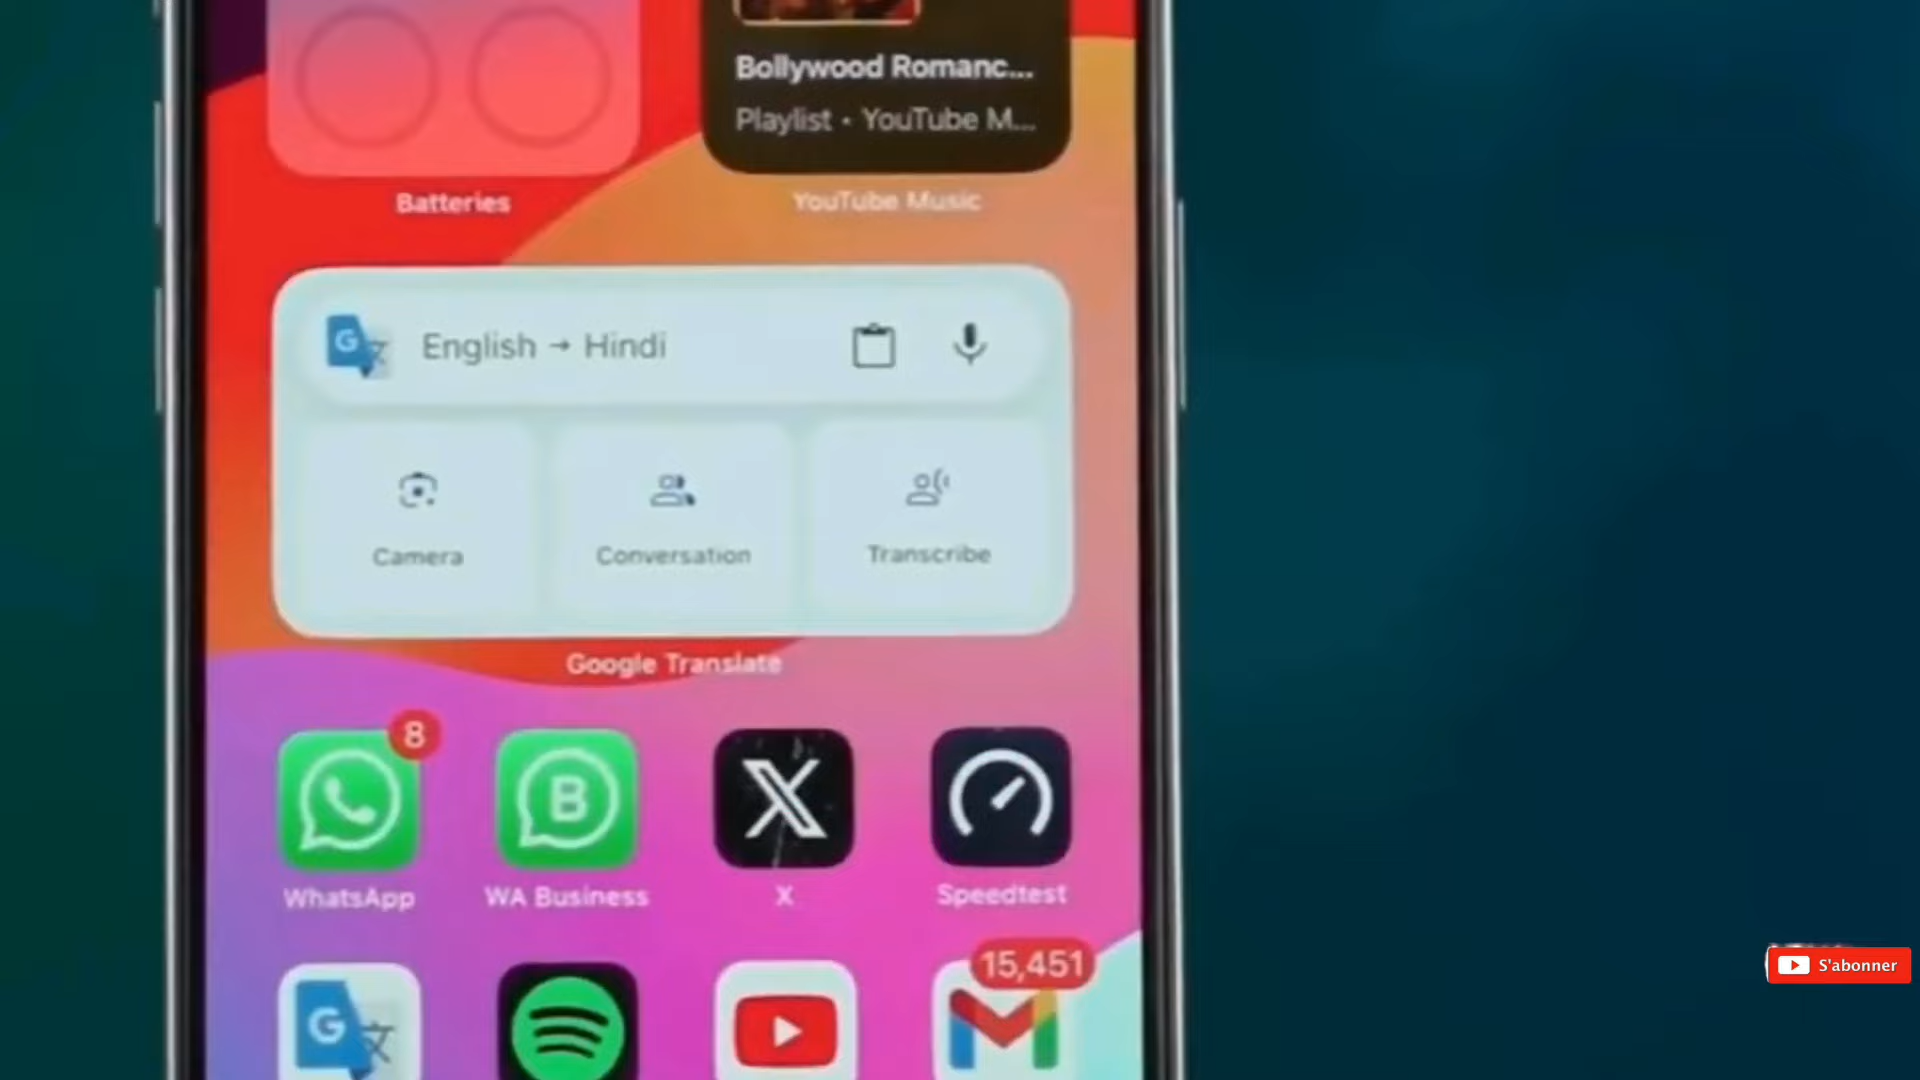 Bollywood Romanc...
Playlist • YouTube M...
Batteries
YouTube Music
English → Hindi
Camera
Conversation
Transcribe
Google Translate
8
WhatsApp
WA Business
X
Speedtest
15,451
S'abonner